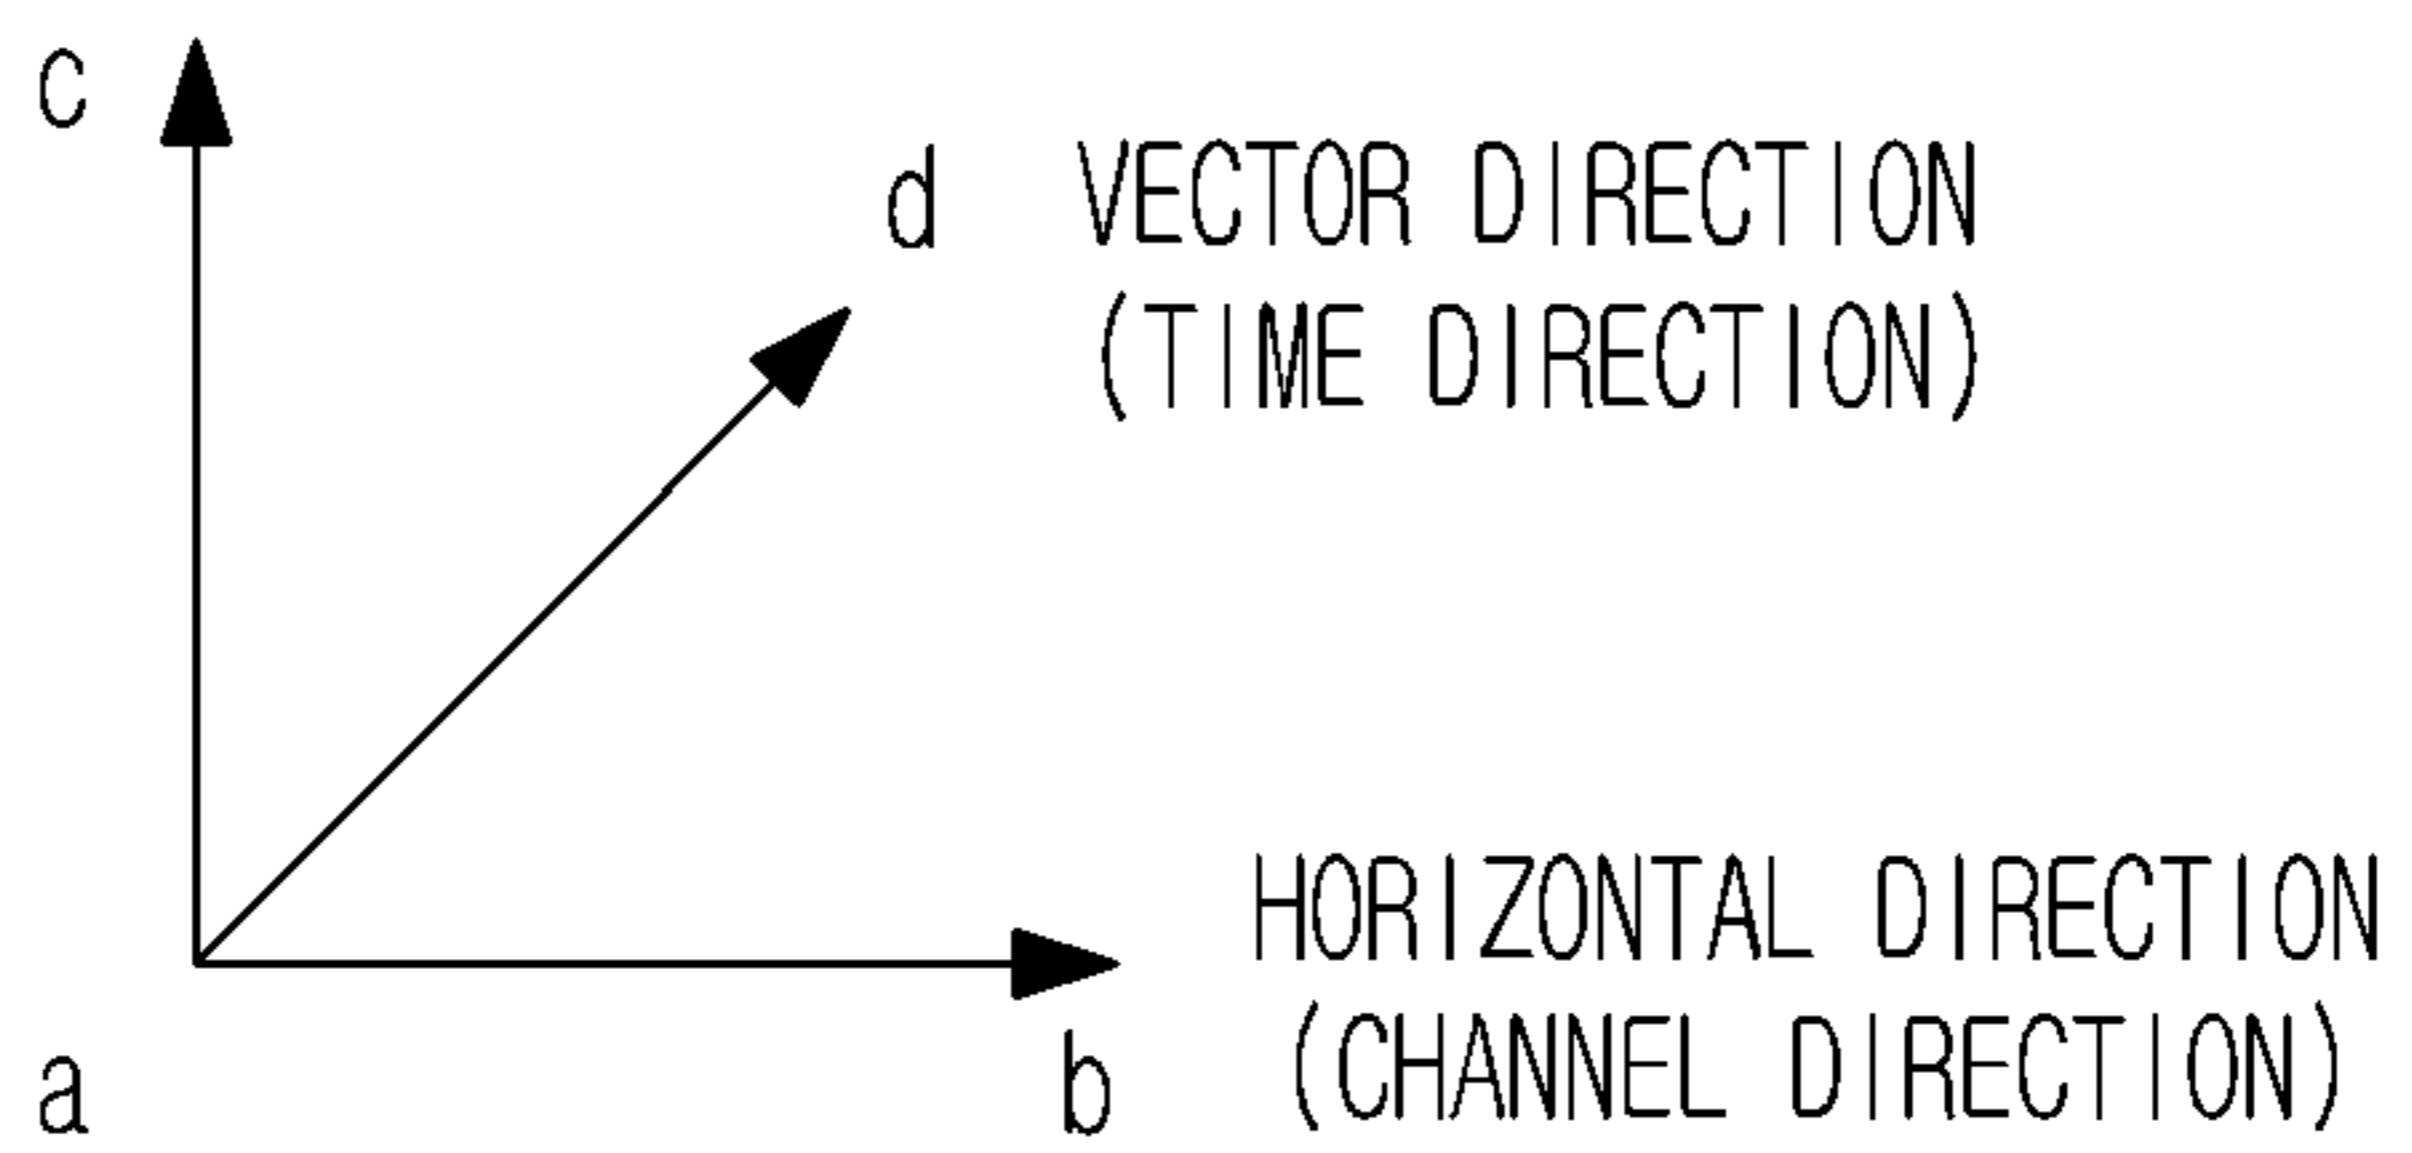 c
d VECTOR DIRECTION
(TIME DIRECTION)
HORIZONTAL DIRECTION
(CHANNEL DIRECTION)
a
b